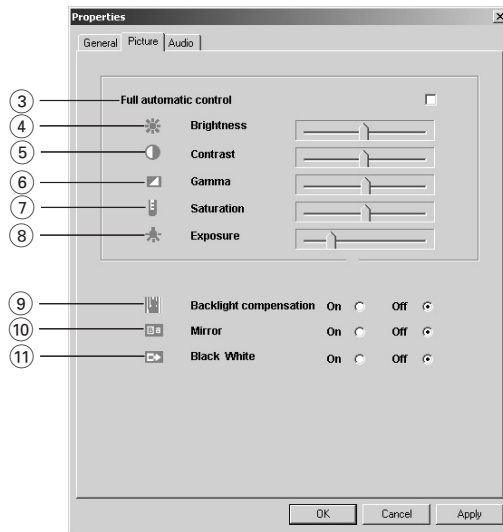 Properties
General Picture Audio
3 Full automatic control
4 Brightness
5 Contrast
6 Gamma
7 Saturation
8 Exposure
9 Backlight compensation On Off
10 Mirror On Off
11 Black White On Off
OK Cancel Apply